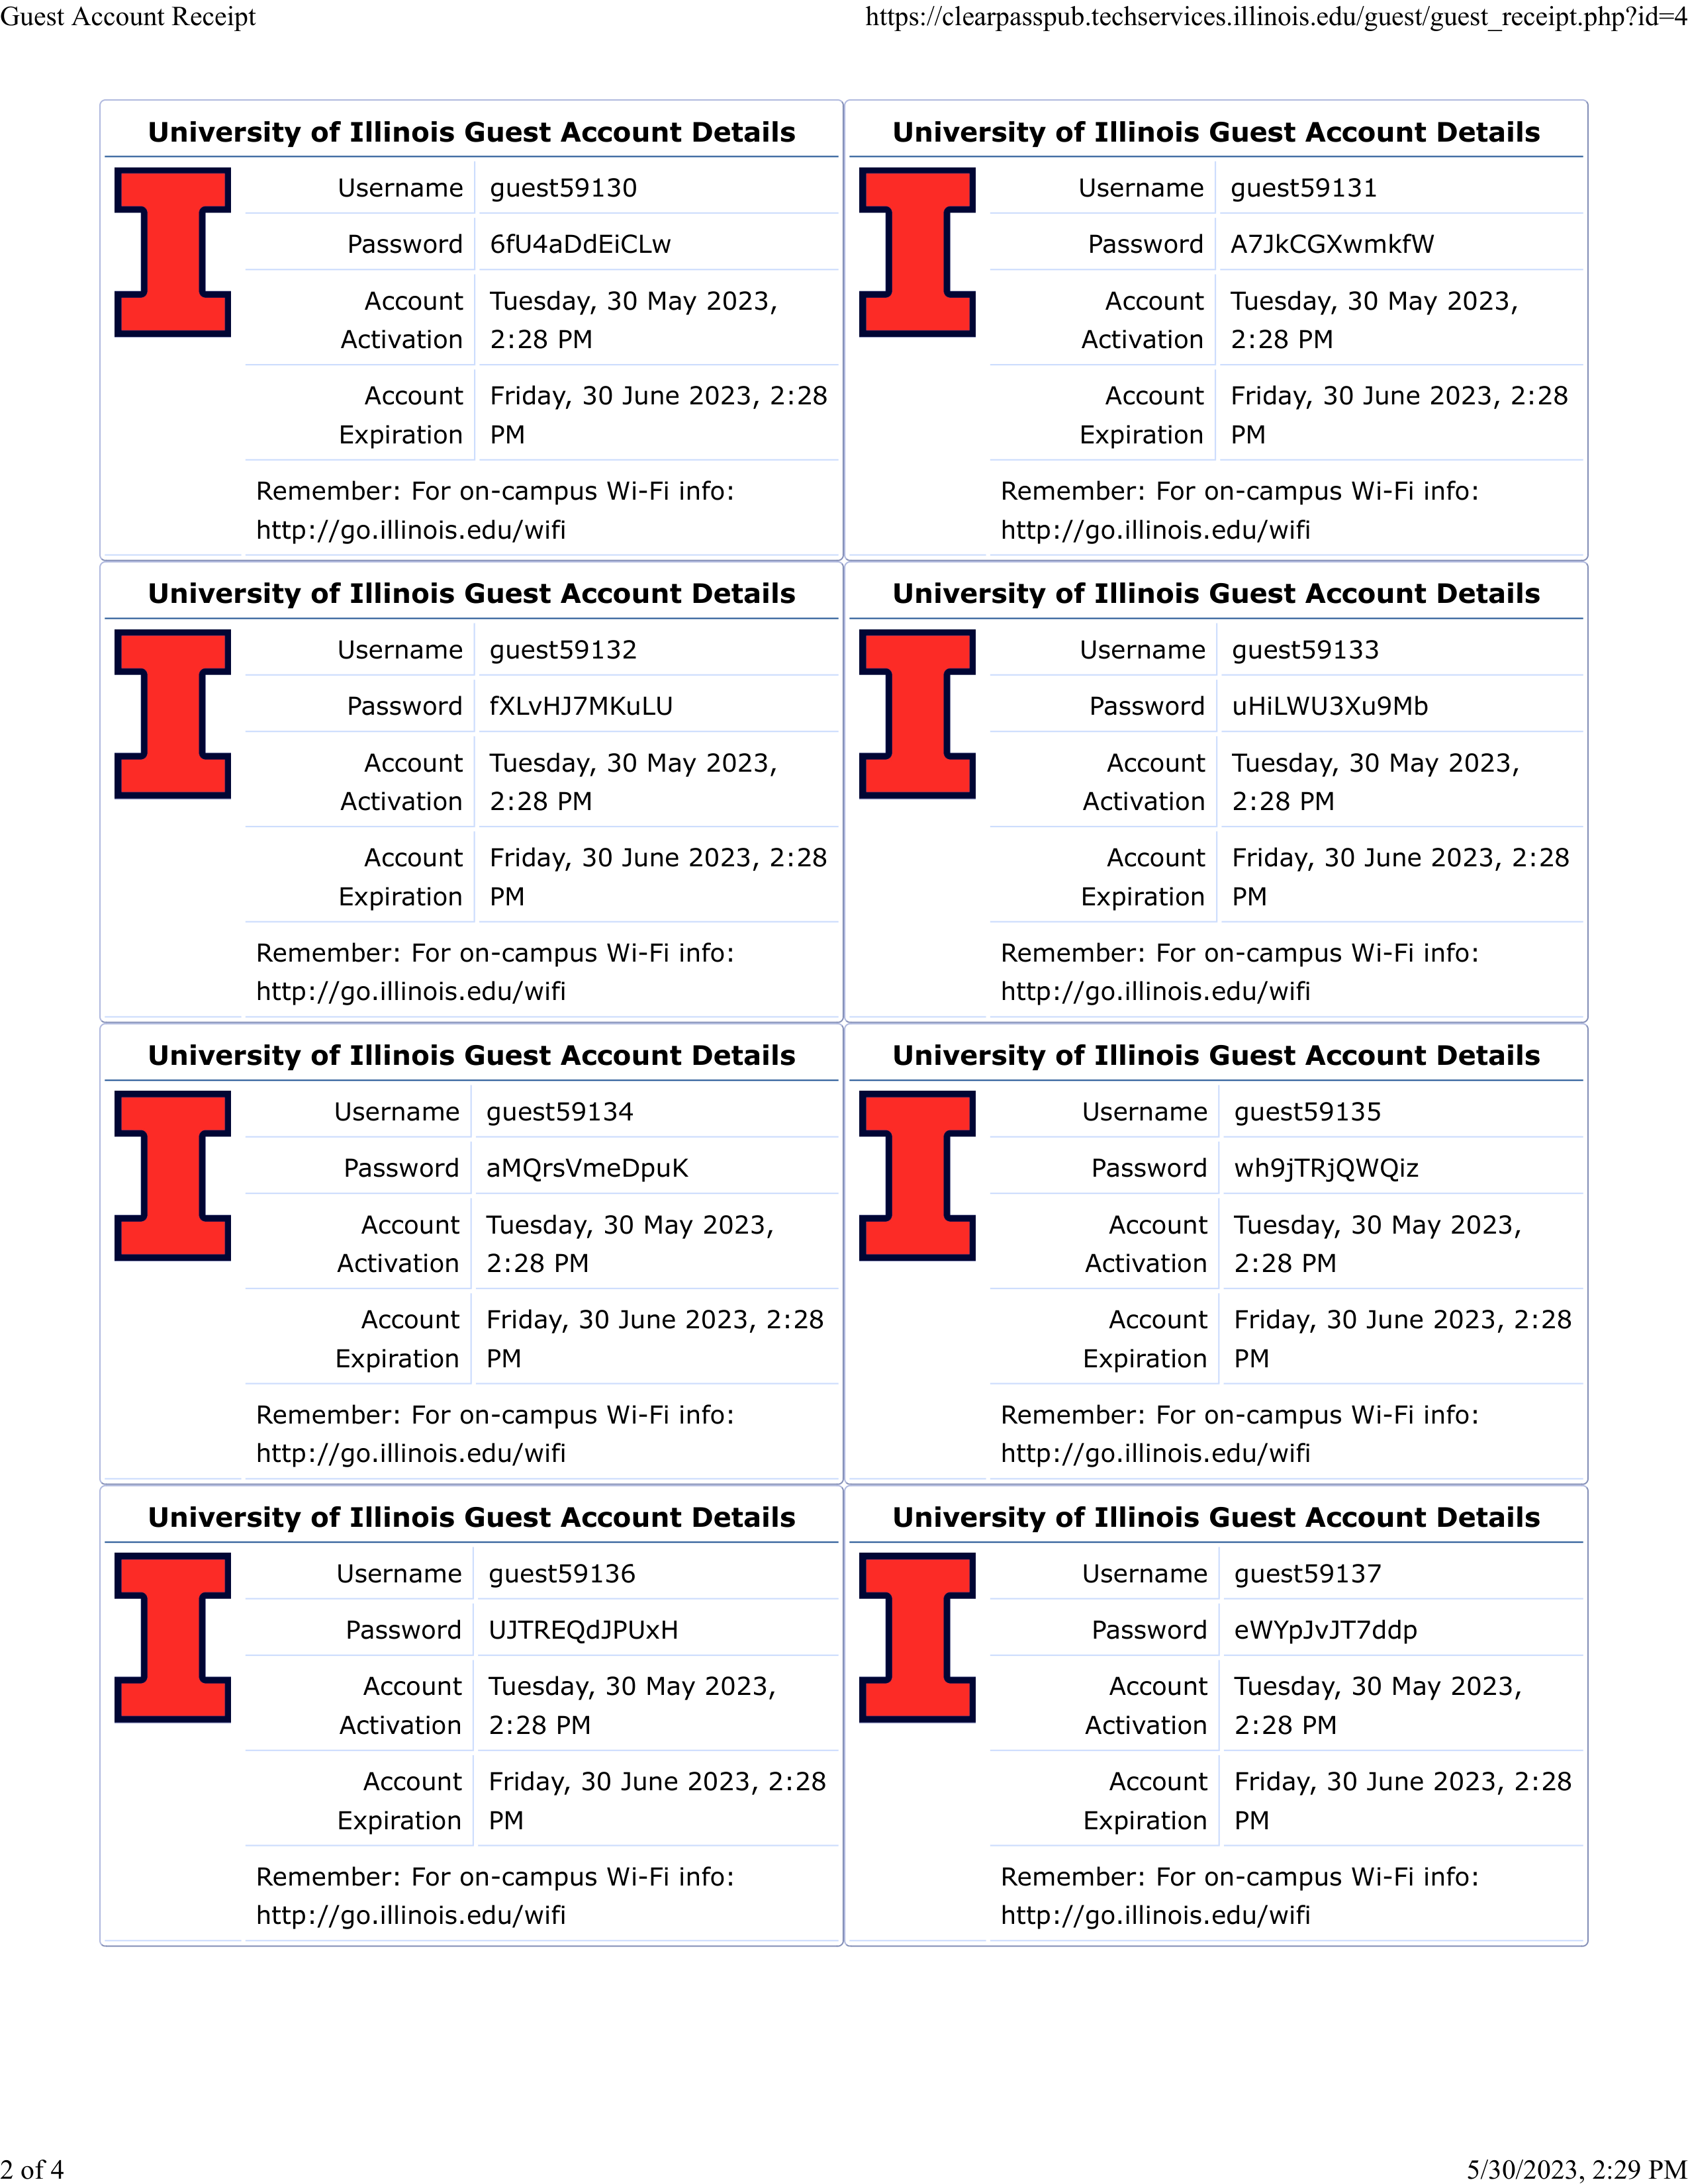 Guest Account Receipt
https://clearpasspub.techservices.illinois.edu/guest/guest_receipt.php?id=4
University of Illinois Guest Account Details
Username guest59130
Password 6fU4aDdEiCLw
Account Tuesday, 30 May 2023,
Activation 2:28 PM
Account Friday, 30 June 2023, 2:28
Expiration PM
Remember: For on-campus Wi-Fi info:
http://go.illinois.edu/wifi
University of Illinois Guest Account Details
Username guest59131
Password A7JkCGXwmkfW
Account Tuesday, 30 May 2023,
Activation 2:28 PM
Account Friday, 30 June 2023, 2:28
Expiration PM
Remember: For on-campus Wi-Fi info:
http://go.illinois.edu/wifi
University of Illinois Guest Account Details
Username guest59132
Password fXLvHJ7MKuLU
Account Tuesday, 30 May 2023,
Activation 2:28 PM
Account Friday, 30 June 2023, 2:28
Expiration PM
Remember: For on-campus Wi-Fi info:
http://go.illinois.edu/wifi
University of Illinois Guest Account Details
Username guest59133
Password uHiLWU3Xu9Mb
Account Tuesday, 30 May 2023,
Activation 2:28 PM
Account Friday, 30 June 2023, 2:28
Expiration PM
Remember: For on-campus Wi-Fi info:
http://go.illinois.edu/wifi
University of Illinois Guest Account Details
Username guest59134
Password aMQrsVmeDpuK
Account Tuesday, 30 May 2023,
Activation 2:28 PM
Account Friday, 30 June 2023, 2:28
Expiration PM
Remember: For on-campus Wi-Fi info:
http://go.illinois.edu/wifi
University of Illinois Guest Account Details
Username guest59135
Password wh9jTRjQWQiz
Account Tuesday, 30 May 2023,
Activation 2:28 PM
Account Friday, 30 June 2023, 2:28
Expiration PM
Remember: For on-campus Wi-Fi info:
http://go.illinois.edu/wifi
University of Illinois Guest Account Details
Username guest59136
Password UJTREQdJPUxH
Account Tuesday, 30 May 2023,
Activation 2:28 PM
Account Friday, 30 June 2023, 2:28
Expiration PM
Remember: For on-campus Wi-Fi info:
http://go.illinois.edu/wifi
University of Illinois Guest Account Details
Username guest59137
Password eWYpJvJT7ddp
Account Tuesday, 30 May 2023,
Activation 2:28 PM
Account Friday, 30 June 2023, 2:28
Expiration PM
Remember: For on-campus Wi-Fi info:
http://go.illinois.edu/wifi
2 of 4
5/30/2023, 2:29 PM